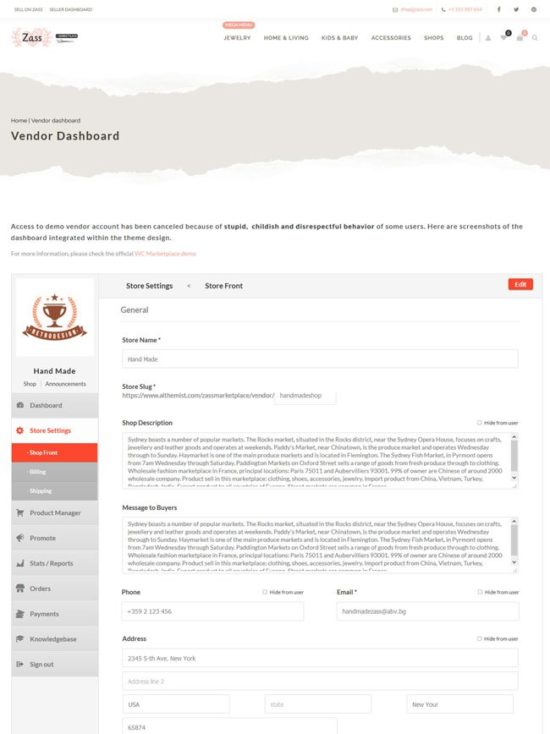 SELL ON ZASS SELLER DASHBOARD
Zass
MEGA MENU
JEWELRY HOME & LIVING KIDS & BABY ACCESSORIES SHOPS BLOG
Home | Vendor dashboard
Vendor Dashboard
Access to demo vendor account has been canceled because of stupid, childish and disrespectful behavior of some users. Here are screenshots of the
dashboard integrated within the theme design.
For more information, please check the official WC Marketplace demo
Store Settings < Store Front
Edit
General
RETRODESIGN
Hand Made
Shop Announcements
Dashboard
Store Settings
- Shop Front
- Billing
- Shipping
Product Manager
Promote
Stats / Reports
Orders
Payments
Knowledgebase
Sign out
Store Name *
Hand Made
Store Slug *
https://www.althemist.com/zassmarketplace/vendor/ handmadeshop
Shop Description Hide from user
Sydney boasts a number of popular markets. The Rocks market, situated in the Rocks district, near the Sydney Opera House, focuses on crafts,
jewellery and leather goods and operates at weekends. Paddy's Market, near Chinatown, is the produce market and operates Wednesday
through to Sunday. Haymarket is one of the main produce markets and is located in Flemington. The Sydney Fish Market, in Pyrmont opens
from 7am Wednesday through Saturday. Paddington Markets on Oxford Street sells a range of goods from fresh produce through to clothing.
Wholesale fashion marketplace in France, principal locations: Paris 75011 and Aubervilliers 93001, 99% of owner are Chinese of around 2000
wholesale company. Product sell in this marketplace: clothing, shoes, accessories, jewelry. Import product from China, Vietnam, Turkey,
Message to Buyers
Sydney boasts a number of popular markets. The Rocks market, situated in the Rocks district, near the Sydney Opera House, focuses on crafts,
jewellery and leather goods and operates at weekends. Paddy's Market, near Chinatown, is the produce market and operates Wednesday
through to Sunday. Haymarket is one of the main produce markets and is located in Flemington. The Sydney Fish Market, in Pyrmont opens
from 7am Wednesday through Saturday. Paddington Markets on Oxford Street sells a range of goods from fresh produce through to clothing.
Wholesale fashion marketplace in France, principal locations: Paris 75011 and Aubervilliers 93001, 99% of owner are Chinese of around 2000
wholesale company. Product sell in this marketplace: clothing, shoes, accessories, jewelry. Import product from China, Vietnam, Turkey,
Phone Hide from user Email * Hide from user
+359 2 123 456 handmadezass@abv.bg
Address Hide from user
2345 5-th Ave, New York
Address line 2
USA state New Your
65874